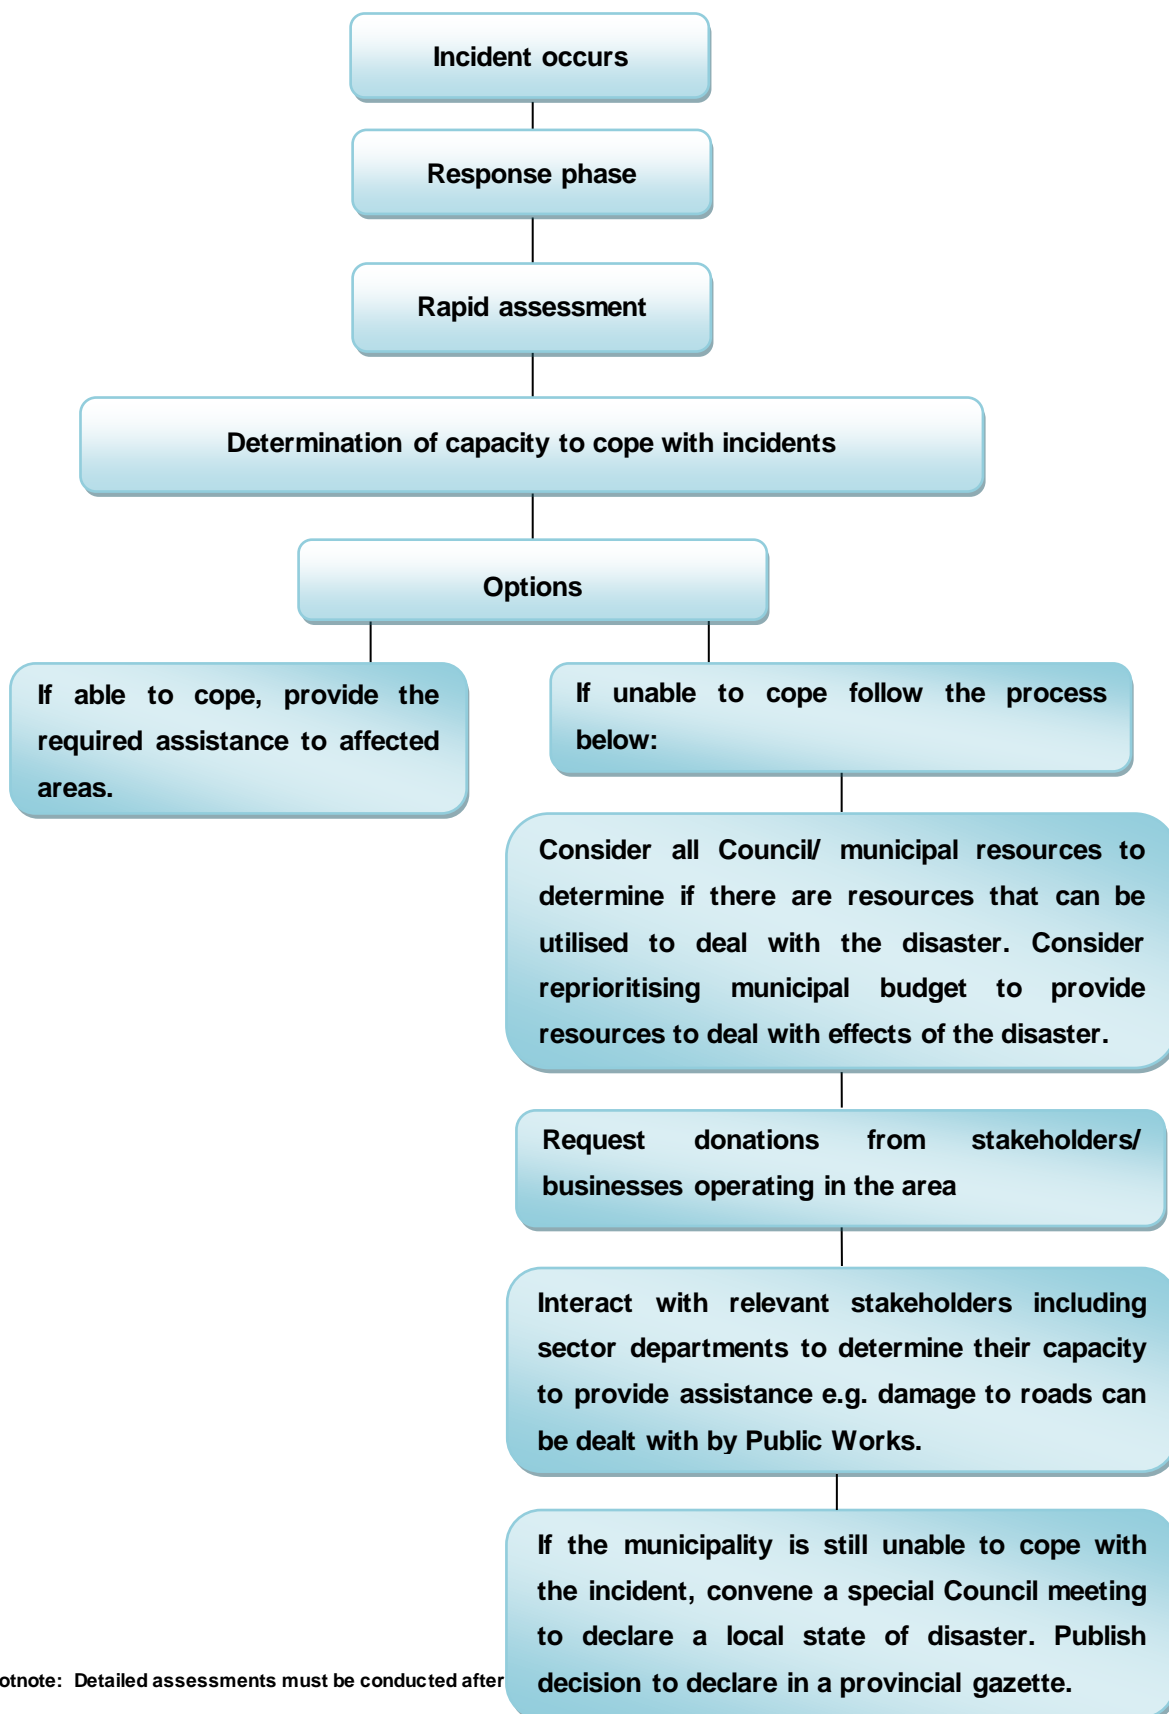 Incident occurs
Response phase
Rapid assessment
Determination of capacity to cope with incidents
Options
If able to cope, provide the
required assistance to affected
areas.
If unable to cope follow the process
below:
Consider all Council/ municipal resources to
determine if there are resources that can be
utilised to deal with the disaster. Consider
reprioritising municipal budget to provide
resources to deal with effects of the disaster.
Request donations from stakeholders/
businesses operating in the area
Interact with relevant stakeholders including
sector departments to determine their capacity
to provide assistance e.g. damage to roads can
be dealt with by Public Works.
If the municipality is still unable to cope with
the incident, convene a special Council meeting
to declare a local state of disaster. Publish
decision to declare in a provincial gazette.
otnote: Detailed assessments must be conducted after